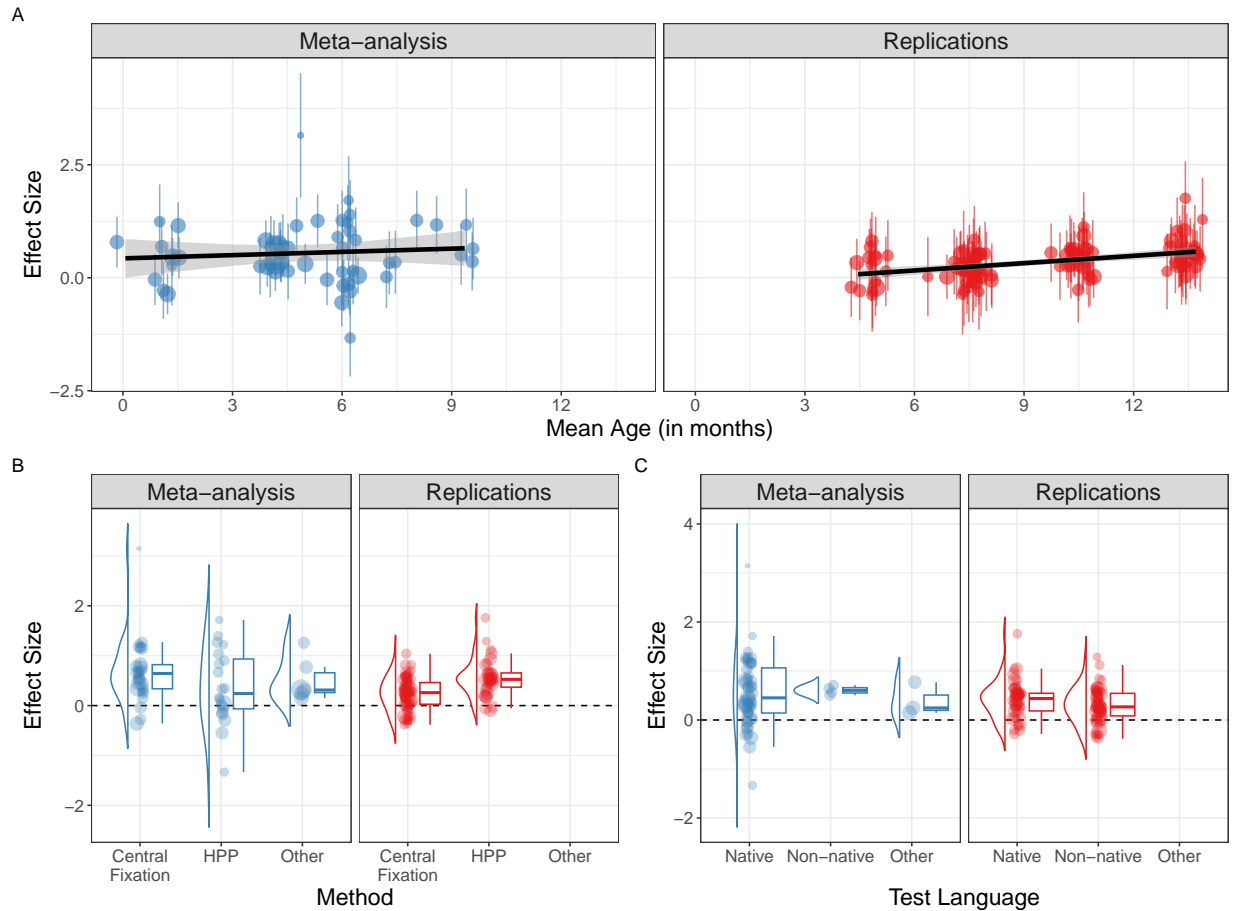 A
Meta−analysis
Replications
Effect Size
2.5
0.0
−2.5
0 3 6 9 12
0 3 6 9 12
Mean Age (in months)
B
Meta−analysis
Replications
Effect Size
2
0
−2
Central Fixation
HPP
Other
Central Fixation
HPP
Other
Method
C
Meta−analysis
Replications
Effect Size
4
2
0
−2
Native Non−native Other
Native Non−native Other
Test Language